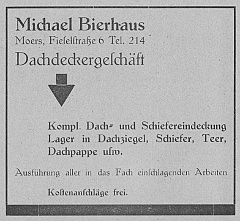 Michael Bierhaus
Moers, Fieselstraße 6 Tel. 214
Dachdeckergeschäft
Kompl. Dach- und Schiefereindeckung
Lager in Dachziegel, Schiefer, Teer,
Dachpappe usw.
Ausführung aller in das Fach einschlagenden Arbeiten
Kostenanschläge frei.